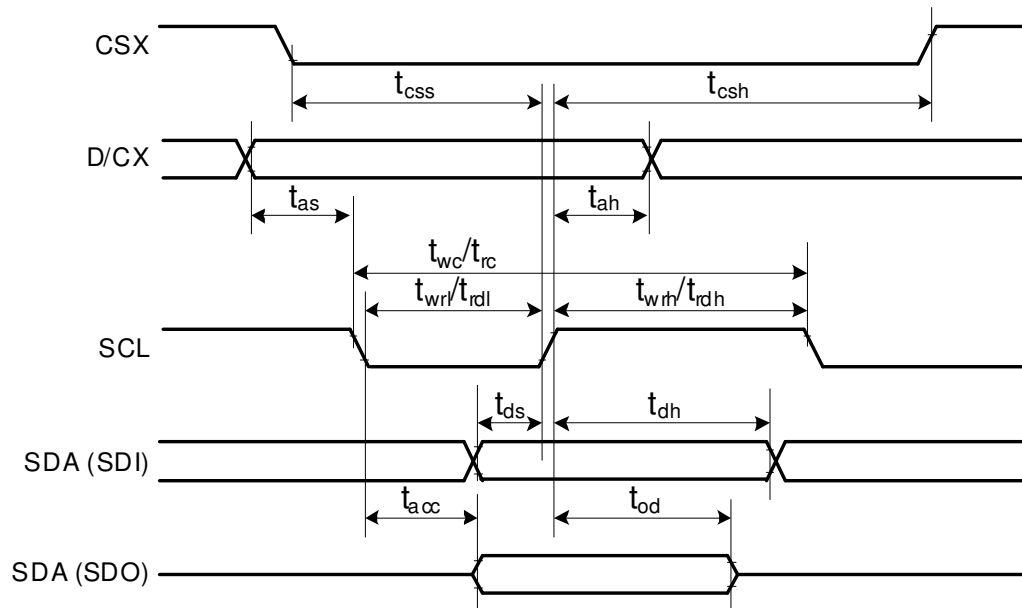 CSX
tcss
tcsh
D/CX
tas
tah
twc/trc
twrl/trdl
twrh/trdh
SCL
tds
tdh
SDA (SDI)
tacc
tod
SDA (SDO)